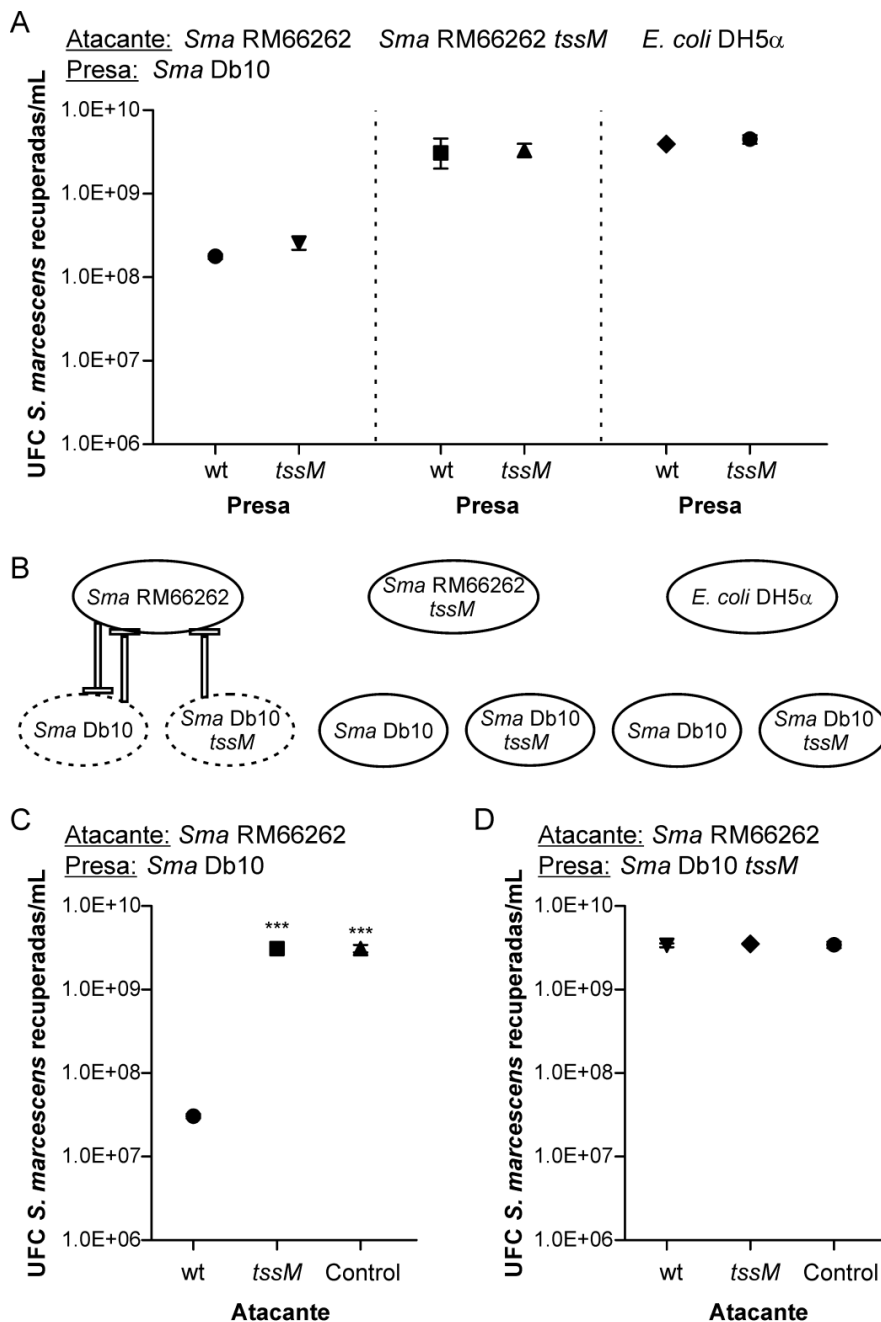 A
Atacante: Sma RM66262 Sma RM66262 tssM E. coli DH5α
Presa: Sma Db10
UFC S. marcescens recuperadas/mL
1.0E+10
1.0E+09
1.0E+08
1.0E+07
1.0E+06
wt tssM wt tssM wt tssM
Presa Presa Presa
B
Sma RM66262
Sma RM66262
tssM
E. coli DH5α
Sma Db10
Sma Db10
tssM
Sma Db10
Sma Db10
tssM
Sma Db10
Sma Db10
tssM
C
Atacante: Sma RM66262
Presa: Sma Db10
UFC S. marcescens recuperadas/mL
1.0E+10
1.0E+09
1.0E+08
1.0E+07
1.0E+06
*** ***
wt tssM Control
Atacante
D
Atacante: Sma RM66262
Presa: Sma Db10 tssM
UFC S. marcescens recuperadas/mL
1.0E+10
1.0E+09
1.0E+08
1.0E+07
1.0E+06
wt tssM Control
Atacante